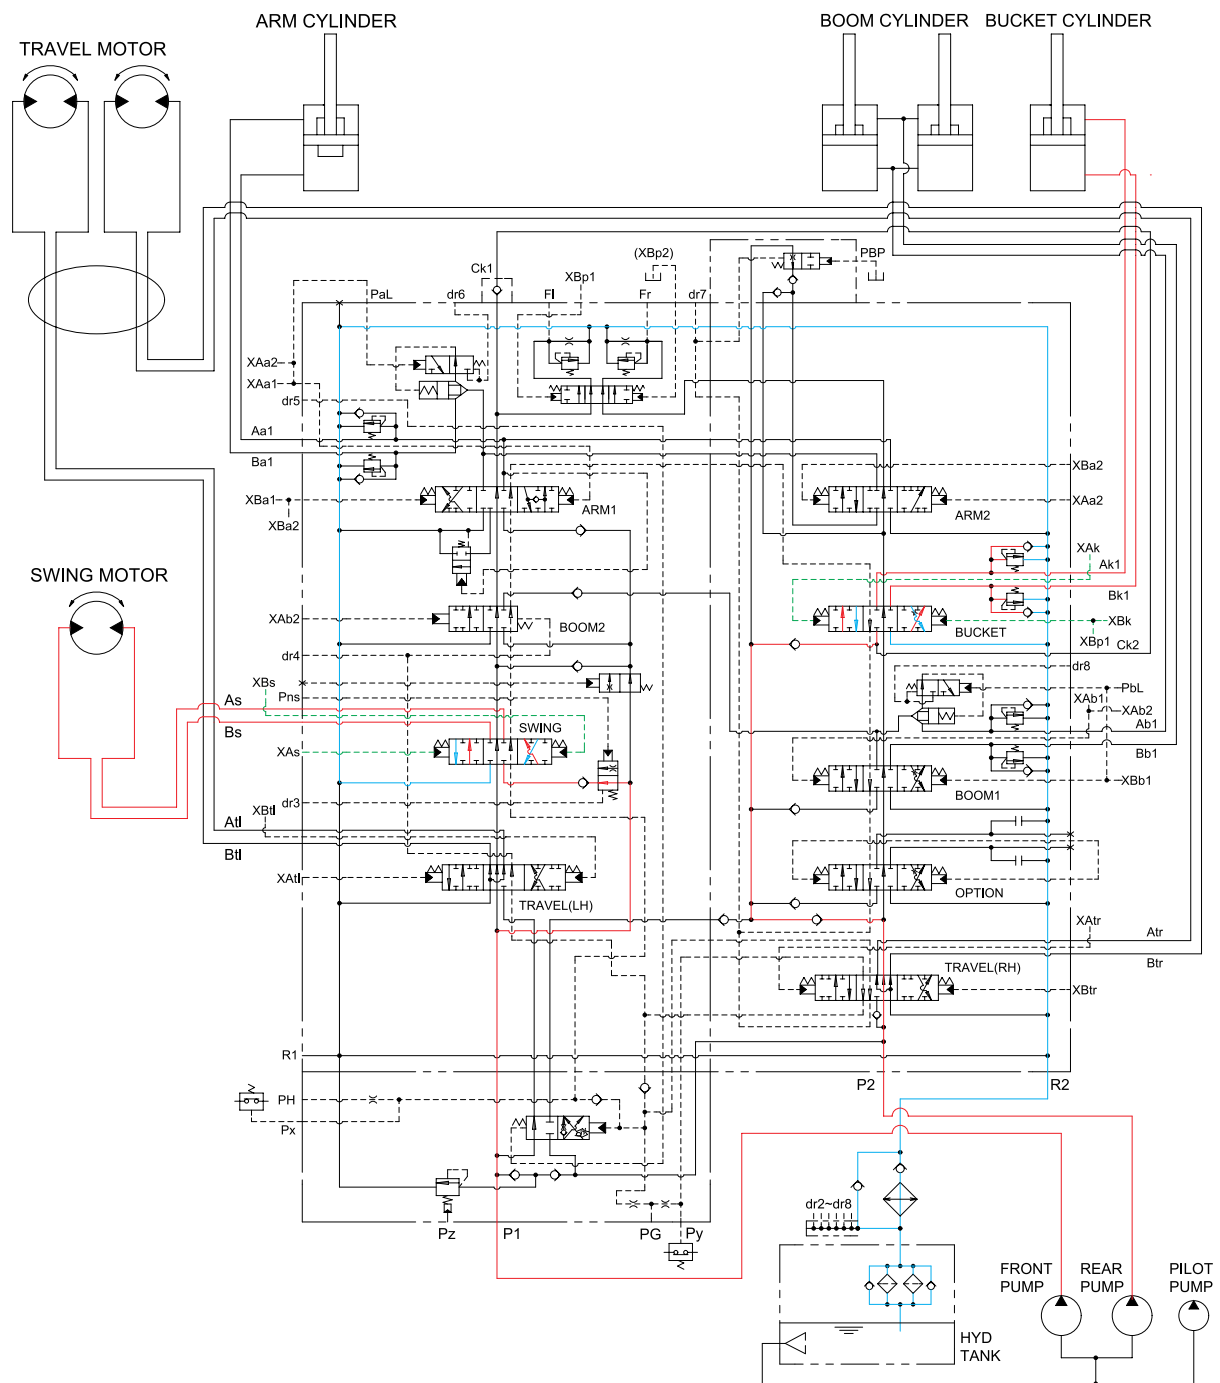 ARM CYLINDER
BOOM CYLINDER
BUCKET CYLINDER
TRAVEL MOTOR
(XBp2)
PBP
Ck1
XBp1
PaL
dr6
Fl
Fr
dr7
XAa2
XAa1
dr5
Aa1
Ba1
XBa2
XBa1
XAa2
ARM1
ARM2
XBa2
XAk
Ak1
SWING MOTOR
Bk1
XAb2
BOOM2
BUCKET
XBk
XBp1
Ck2
dr4
dr8
XBs
Pns
PbL
XAb1
As
XAb2
Bs
SWING
Ab1
Bb1
XAs
XBb1
dr3
BOOM1
XBtl
Atl
Btl
XAtl
OPTION
TRAVEL(LH)
XAtr
Atr
TRAVEL(RH)
Btr
XBtr
R1
P2
R2
PH
Px
dr2~dr8
Pz
P1
PG
Py
FRONT
PUMP
REAR
PUMP
PILOT
PUMP
HYD
TANK